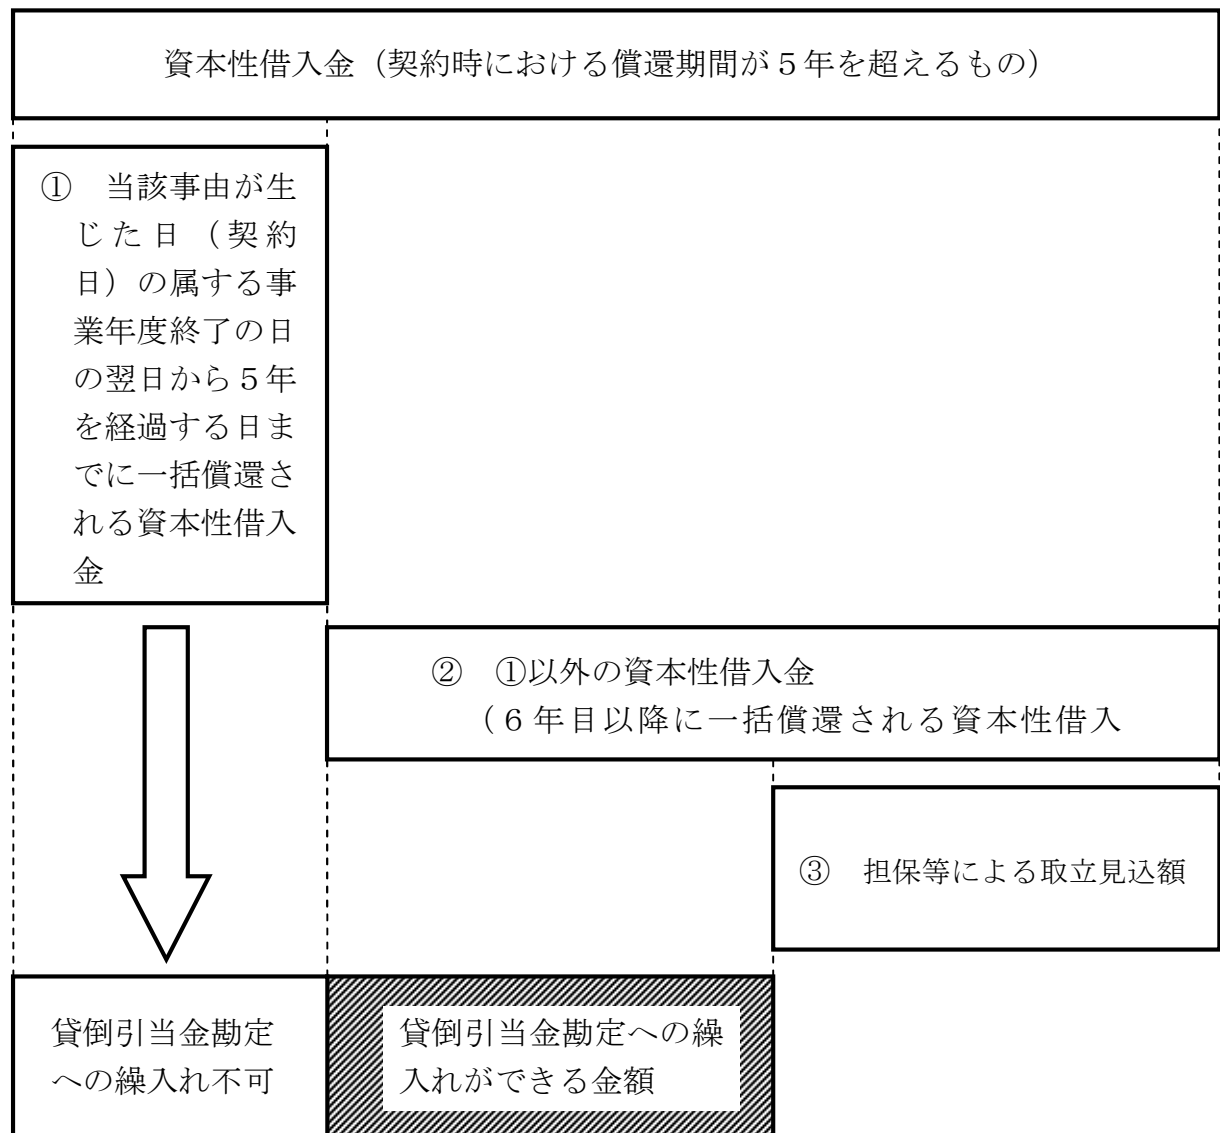 資本性借入金（契約時における償還期間が５年を超えるもの）
① 当該事由が生
じた日（契約
日）の属する事
業年度終了の日
の翌日から５年
を経過する日ま
でに一括償還さ
れる資本性借入
金
② ①以外の資本性借入金
（６年目以降に一括償還される資本性借入
③ 担保等による取立見込額
貸倒引当金勘定
への繰入れ不可
貸倒引当金勘定への繰
入れができる金額